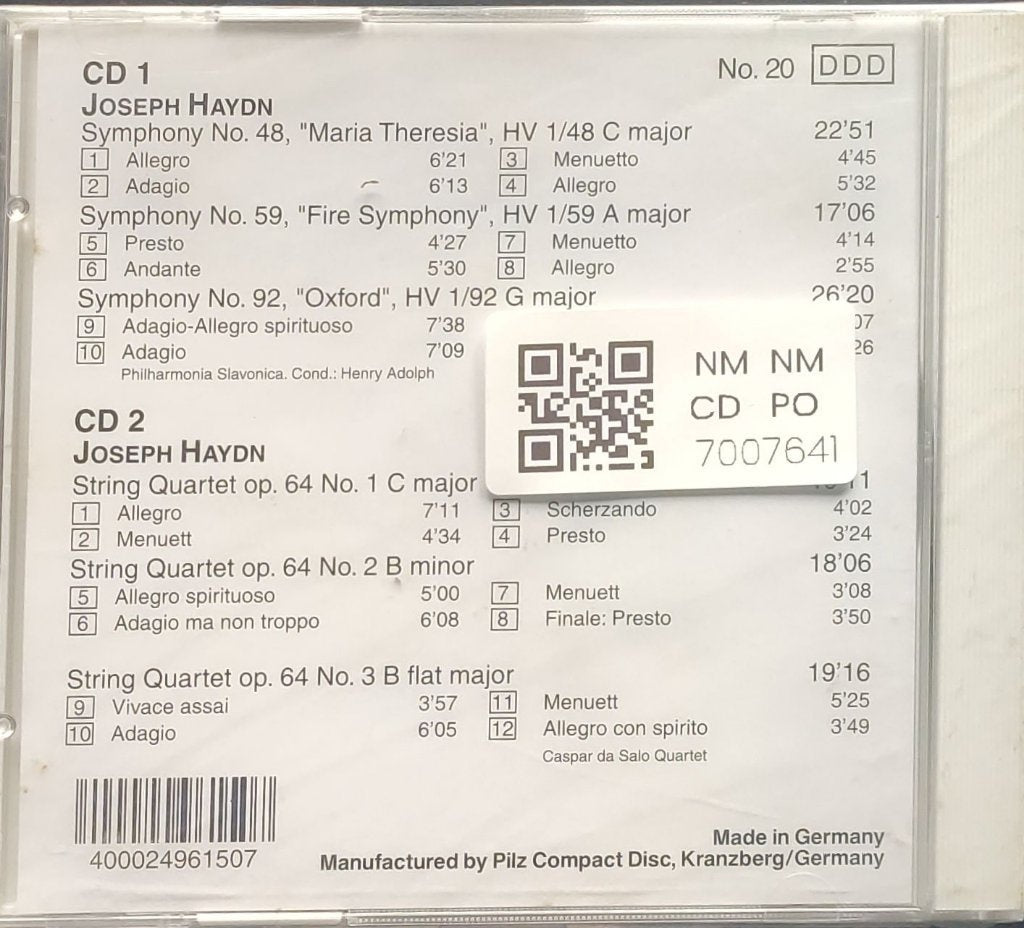 CD 1
No. 20 DDD
JOSEPH HAYDN
Symphony No. 48, "Maria Theresia", HV 1/48 C major 22'51
1 Allegro 6'21 3 Menuetto 4'45
2 Adagio 6'13 4 Allegro 5'32
Symphony No. 59, "Fire Symphony", HV 1/59 A major 17'06
5 Presto 4'27 7 Menuetto 4'14
6 Andante 5'30 8 Allegro 2'55
Symphony No. 92, "Oxford", HV 1/92 G major 26'20
9 Adagio-Allegro spirituoso 7'38
10 Adagio 7'09
Philharmonia Slavonica. Cond.: Henry Adolph
NM NM
CD PO
7007641
CD 2
JOSEPH HAYDN
String Quartet op. 64 No. 1 C major
1 Allegro 7'11 3 Scherzando 4'02
2 Menuett 4'34 4 Presto 3'24
String Quartet op. 64 No. 2 B minor 18'06
5 Allegro spirituoso 5'00 7 Menuett 3'08
6 Adagio ma non troppo 6'08 8 Finale: Presto 3'50
String Quartet op. 64 No. 3 B flat major 19'16
9 Vivace assai 3'57 11 Menuett 5'25
10 Adagio 6'05 12 Allegro con spirito 3'49
Caspar da Salo Quartet
400024961507
Made in Germany
Manufactured by Pilz Compact Disc, Kranzberg/Germany